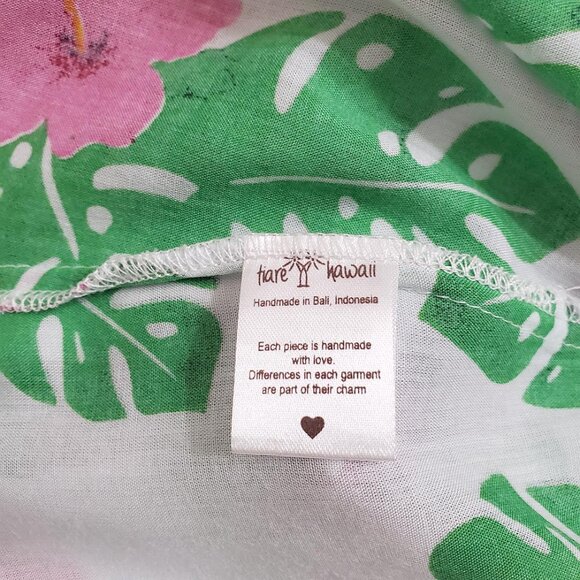 tiare hawaii
Handmade in Bali, Indonesia
Each piece is handmade
with love.
Differences in each garment
are part of their charm